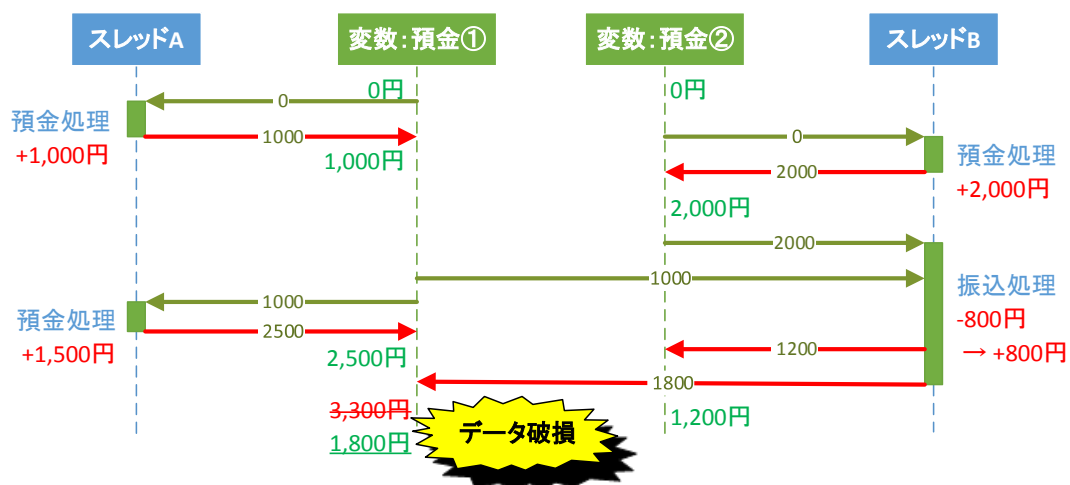 スレッドA
変数:預金①
変数:預金②
スレッドB
0円
0円
0
預金処理
+1,000円
1000
1,000円
0
預金処理
+2,000円
2000
2,000円
2000
1000
振込処理
-800円
→ +800円
1000
預金処理
+1,500円
2500
2,500円
1200
1800
3,300円
1,800円
データ破損
1,200円